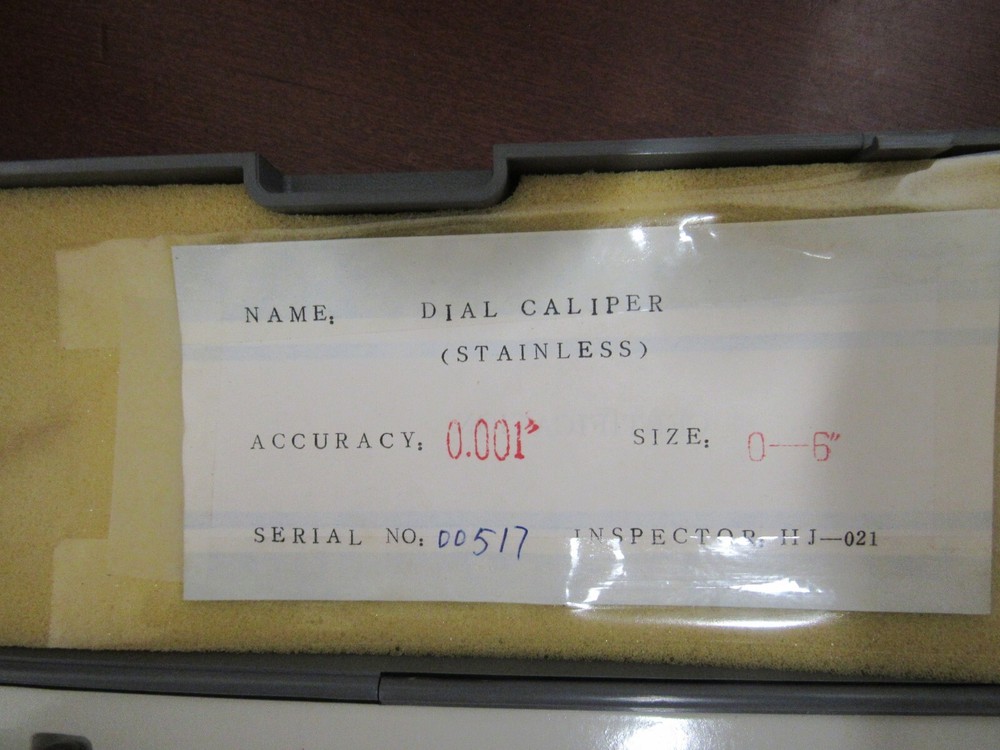 NAME: DIAL CALIPER
(STAINLESS)
ACCURACY: 0.001" SIZE: 0—6"
SERIAL NO: 00517 INSPECTOR: HJ—021